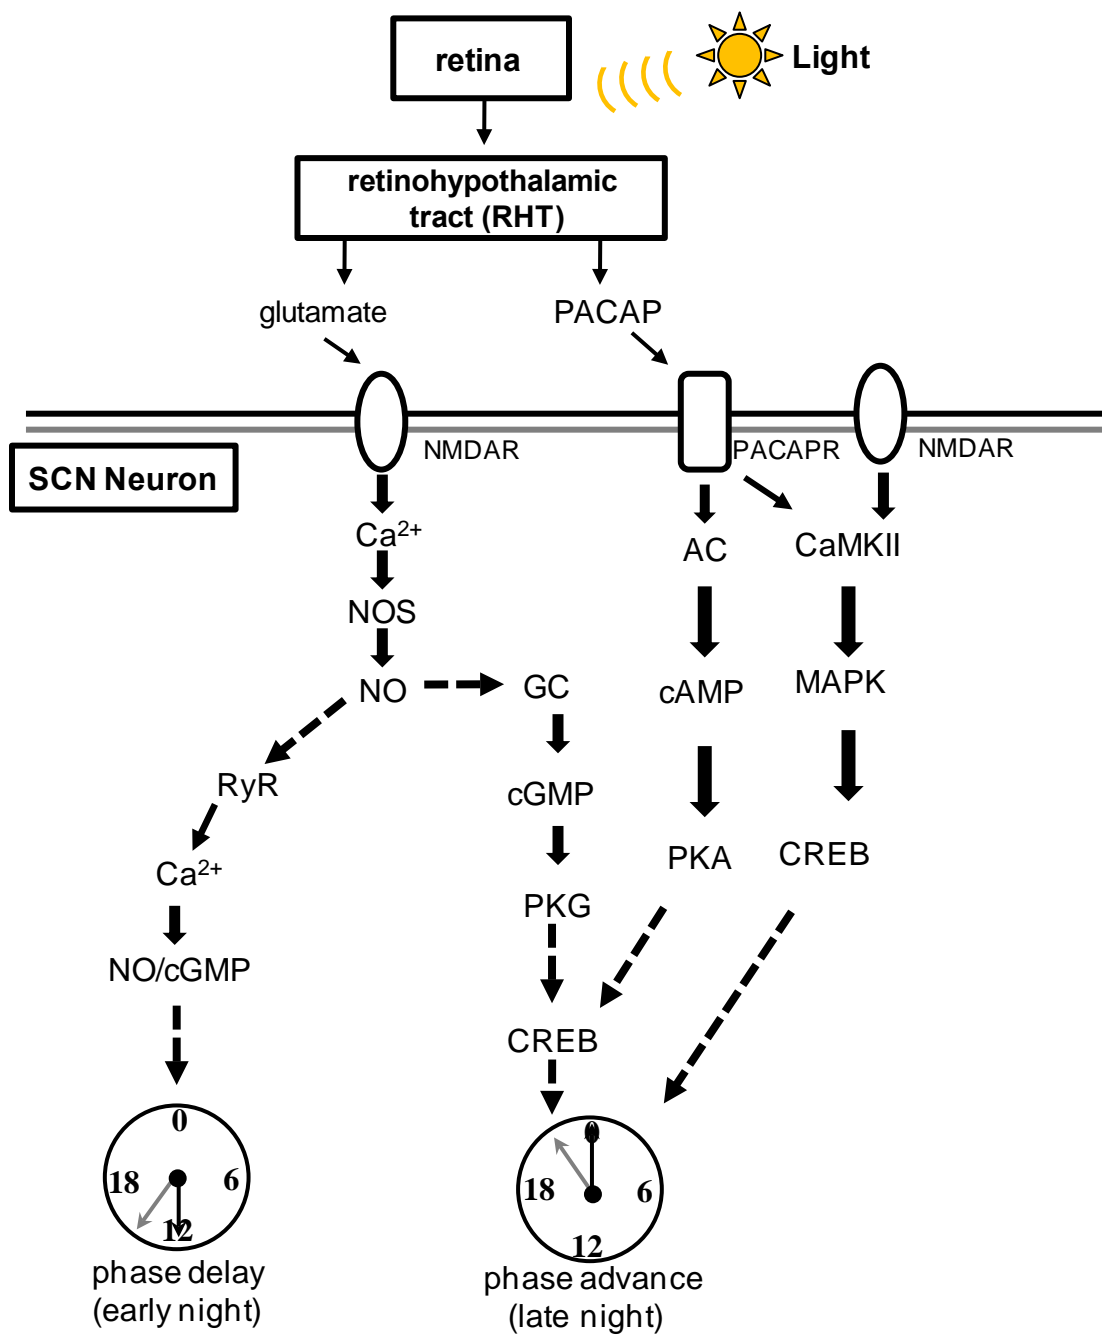 retina
Light
retinohypothalamic
tract (RHT)
glutamate
PACAP
NMDAR
PACAPR
NMDAR
SCN Neuron
Ca²⁺
AC
CaMKII
NOS
NO
GC
cAMP
MAPK
RyR
cGMP
Ca²⁺
PKA
CREB
PKG
NO/cGMP
CREB
0
18
6
12
phase delay
(early night)
0
18
6
12
phase advance
(late night)